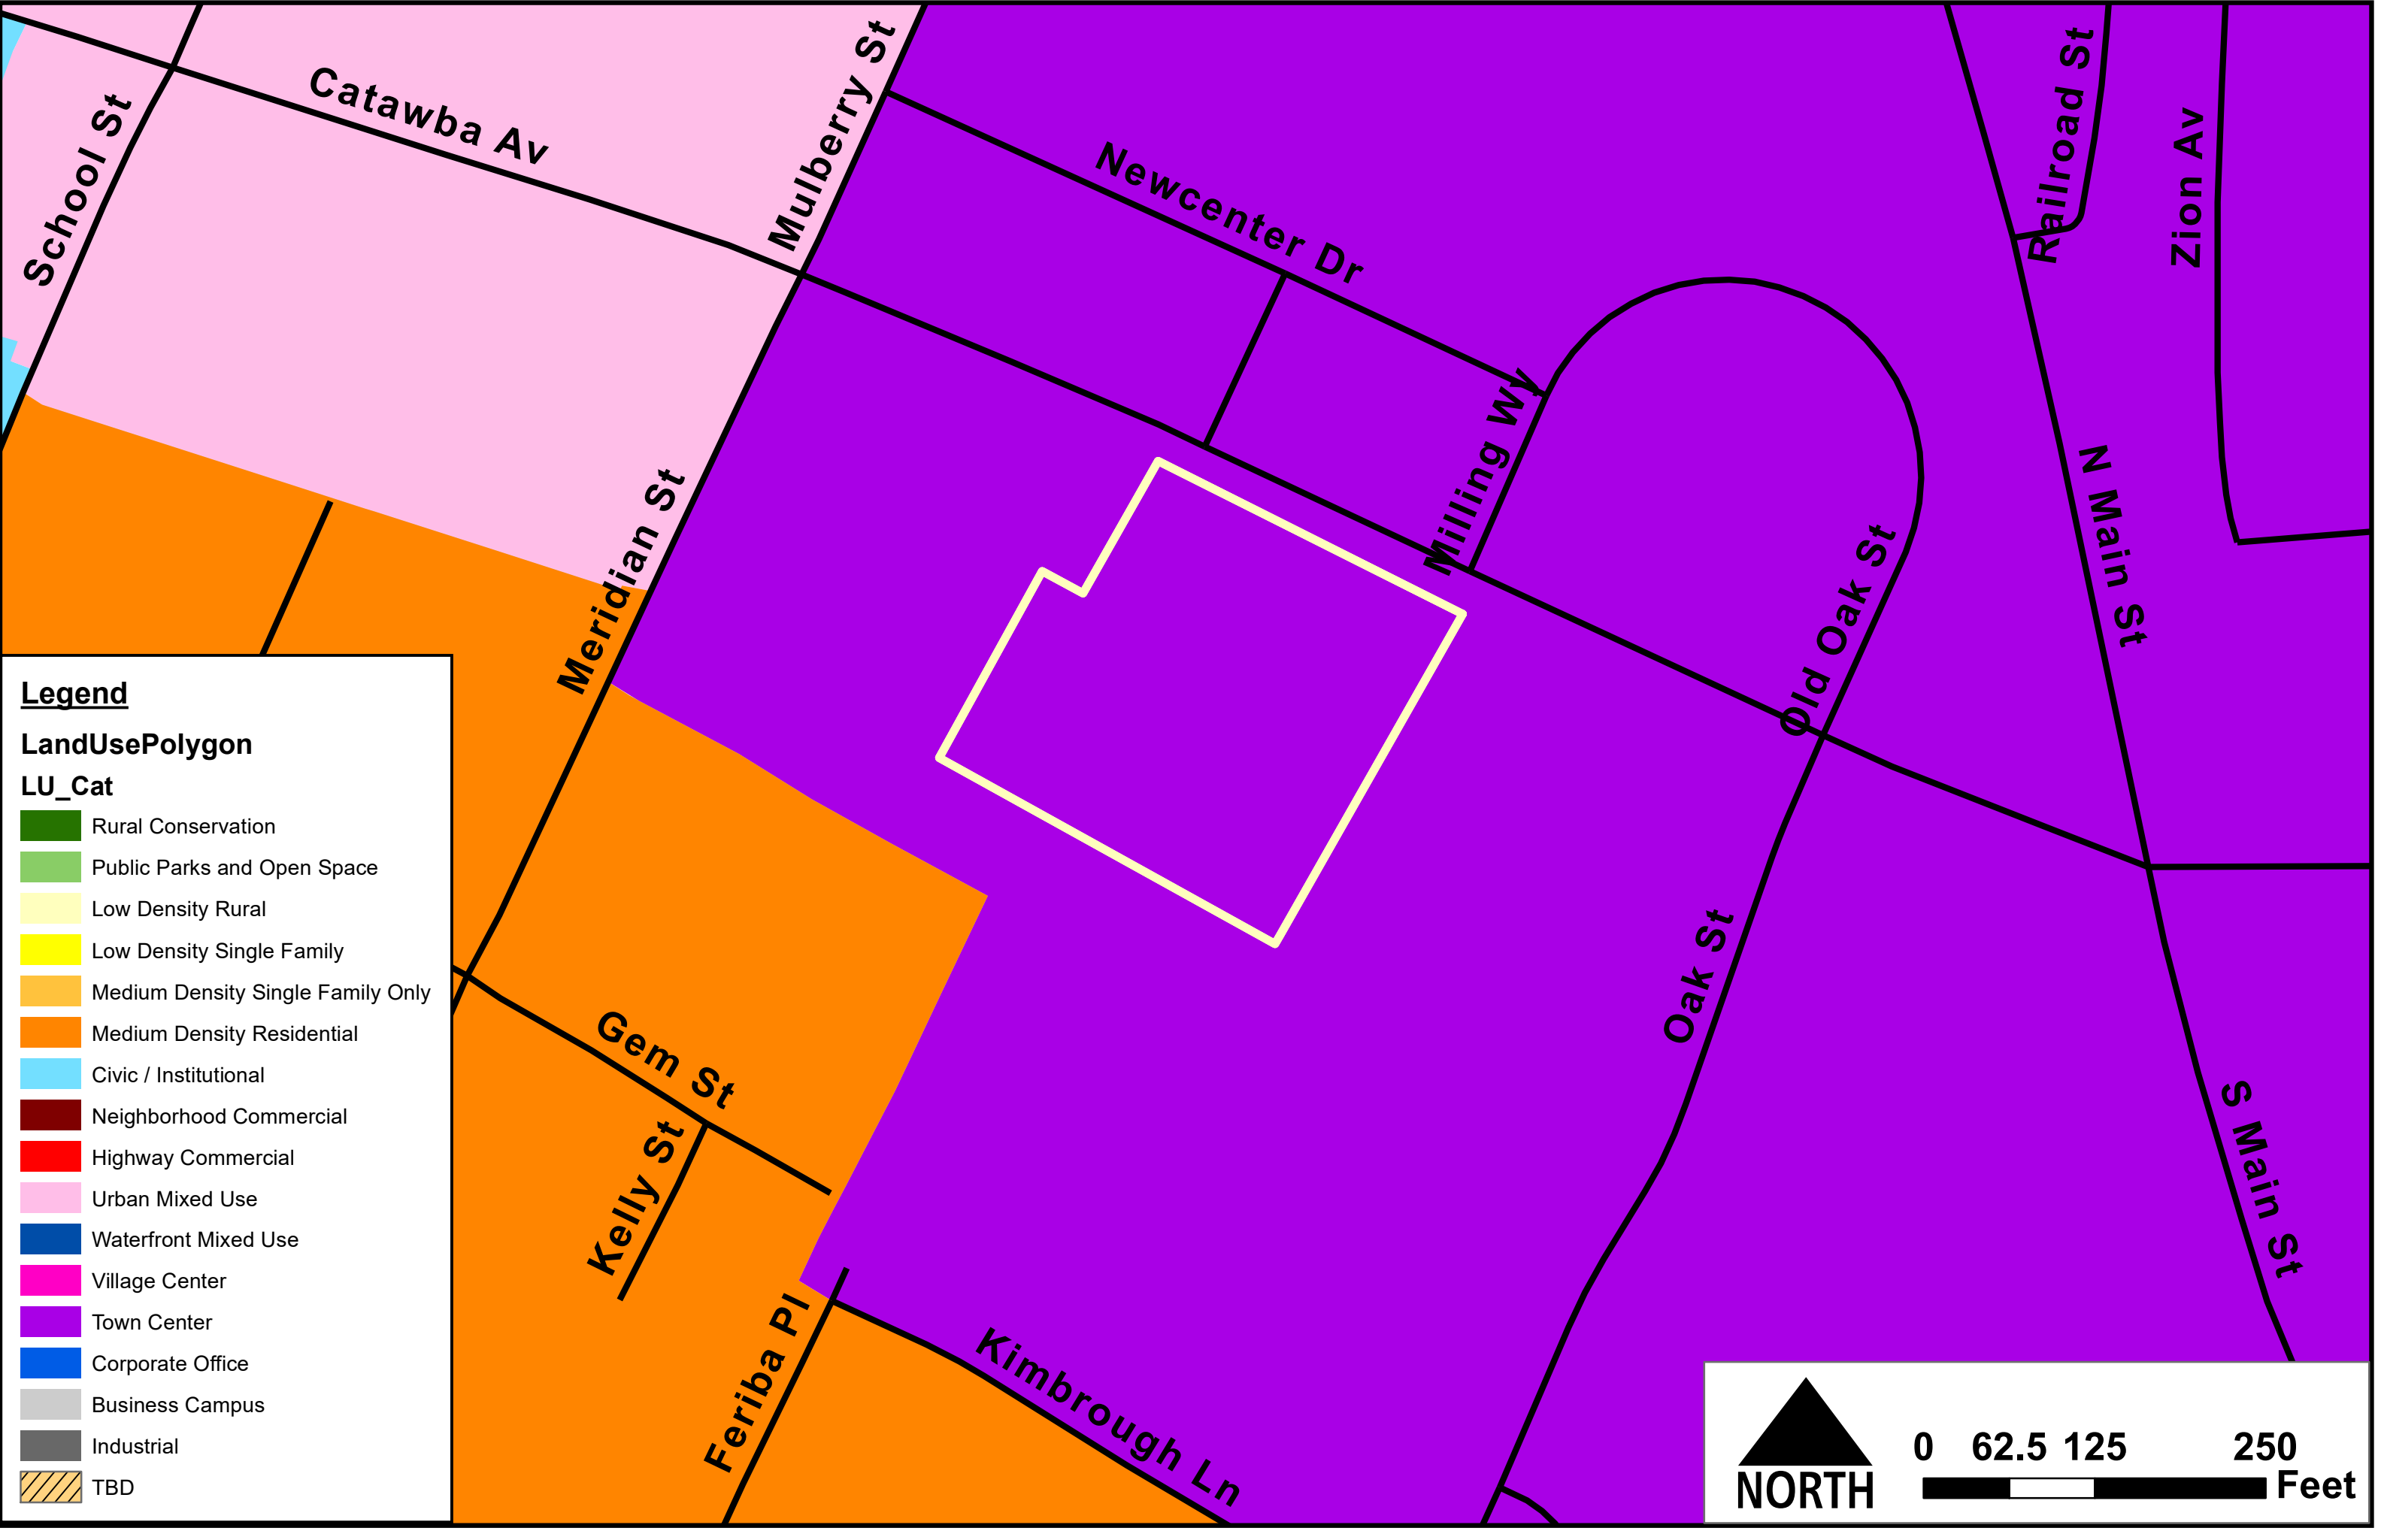 Catawba Av
School St
Mulberry St
Newcenter Dr
Railroad St
Zion Av
Milling Wy
Meridian St
N Main St
Old Oak St
Oak St
Gem St
Kelly St
S Main St
Feriba Pl
Kimbrough Ln
Legend
LandUsePolygon
LU_Cat
Rural Conservation
Public Parks and Open Space
Low Density Rural
Low Density Single Family
Medium Density Single Family Only
Medium Density Residential
Civic / Institutional
Neighborhood Commercial
Highway Commercial
Urban Mixed Use
Waterfront Mixed Use
Village Center
Town Center
Corporate Office
Business Campus
Industrial
TBD
NORTH
0 62.5 125 250
Feet